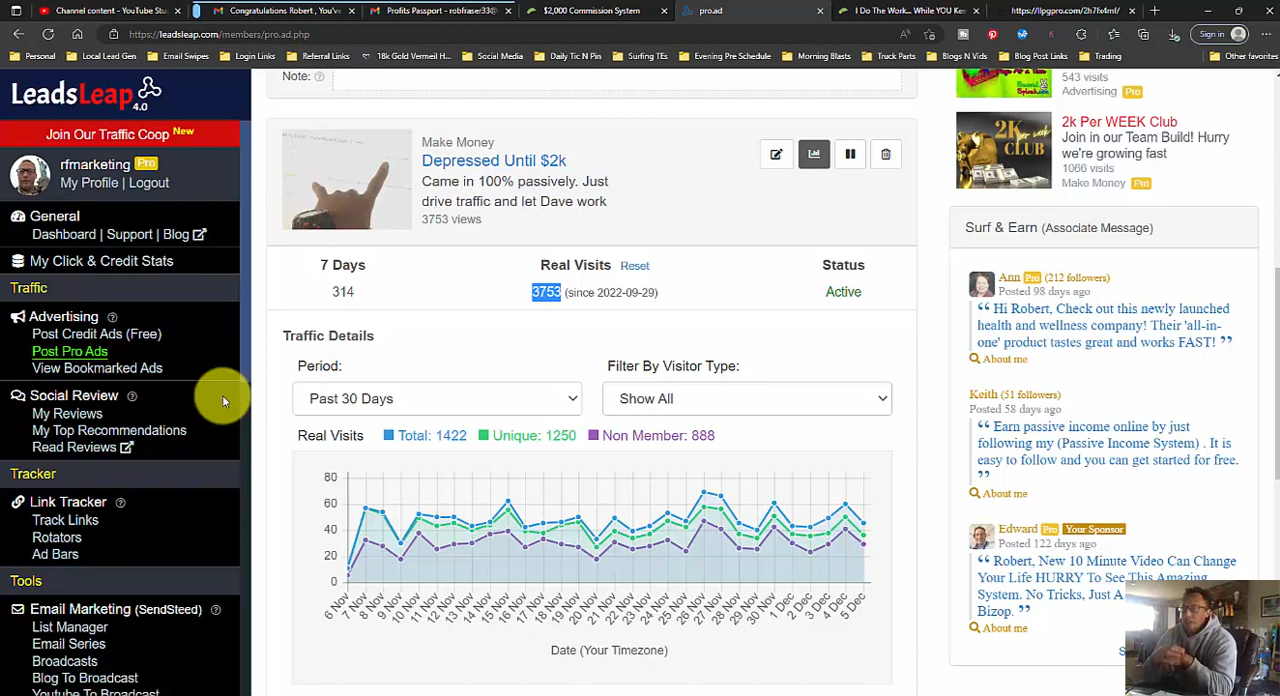 Channel content - YouTube Stu
Congratulations Robert , You've
Profits Passport - robfraser33@
$2,000 Commission System
pro.ad
I Do The Work... While YOU Ke
https://llpgpro.com/2h7fx4mf/
https://leadsleap.com/members/pro.ad.php
Sign in
Personal
Local Lead Gen
Email Swipes
Login Links
Referral Links
18k Gold Vermeil H...
Social Media
Daily Tic N Pin
Surfing TEs
Evening Pre Schedule
Morning Blasts
Truck Parts
Blogs N Vids
Blog Post Links
Trading
Other favorites
LeadsLeap 4.0
Join Our Traffic Coop New
rfmarketing Pro
My Profile | Logout
General
Dashboard | Support | Blog
My Click & Credit Stats
Traffic
Advertising
Post Credit Ads (Free)
Post Pro Ads
View Bookmarked Ads
Social Review
My Reviews
My Top Recommendations
Read Reviews
Tracker
Link Tracker
Track Links
Rotators
Ad Bars
Tools
Email Marketing (SendSteed)
List Manager
Email Series
Broadcasts
Blog To Broadcast
Youtube To Broadcast
Note:
Make Money
Depressed Until $2k
Came in 100% passively. Just
drive traffic and let Dave work
3753 views
7 Days
Real Visits Reset
Status
314
3753 (since 2022-09-29)
Active
Traffic Details
Period:
Filter By Visitor Type:
Past 30 Days
Show All
Real Visits Total: 1422 Unique: 1250 Non Member: 888
80
60
40
20
0
6 Nov
7 Nov
8 Nov
9 Nov
10 Nov
11 Nov
12 Nov
13 Nov
14 Nov
15 Nov
16 Nov
17 Nov
18 Nov
19 Nov
20 Nov
21 Nov
22 Nov
23 Nov
24 Nov
25 Nov
26 Nov
27 Nov
28 Nov
29 Nov
30 Nov
1 Dec
2 Dec
3 Dec
4 Dec
5 Dec
Date (Your Timezone)
543 visits
Advertising Pro
2K
per week
CLUB
2k Per WEEK Club
Join in our Team Build! Hurry
we're growing fast
1066 visits
Make Money Pro
Surf & Earn (Associate Message)
Ann Pro (212 followers)
Posted 98 days ago
“ Hi Robert, Check out this newly launched
health and wellness company! Their 'all-in-
one' product tastes great and works FAST! ”
About me
Keith (51 followers)
Posted 58 days ago
“ Earn passive income online by just
following my (Passive Income System) . It is
easy to follow and you can get started for free.
”
About me
Edward Pro Your Sponsor
Posted 122 days ago
“ Robert, New 10 Minute Video Can Change
Your Life HURRY To See This Amazing
System. No Tricks, Just A
Bizop. ”
About me